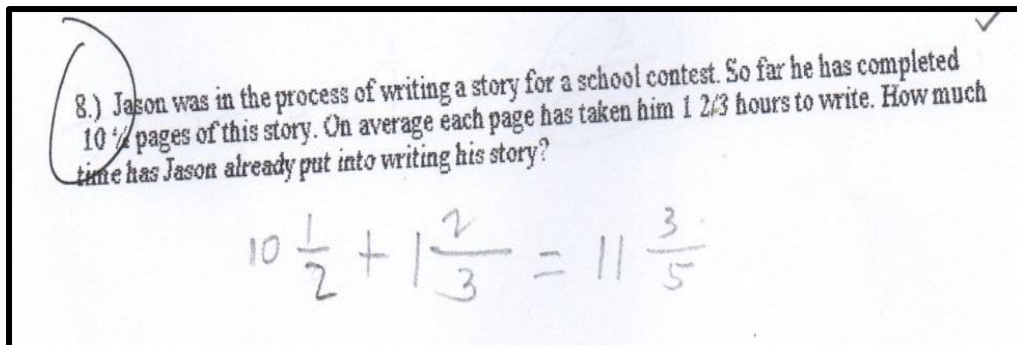 8.) Jason was in the process of writing a story for a school contest. So far he has completed
10 ½ pages of this story. On average each page has taken him 1 2/3 hours to write. How much
time has Jason already put into writing his story?
10 1/2 + 1 2/3 = 11 3/5